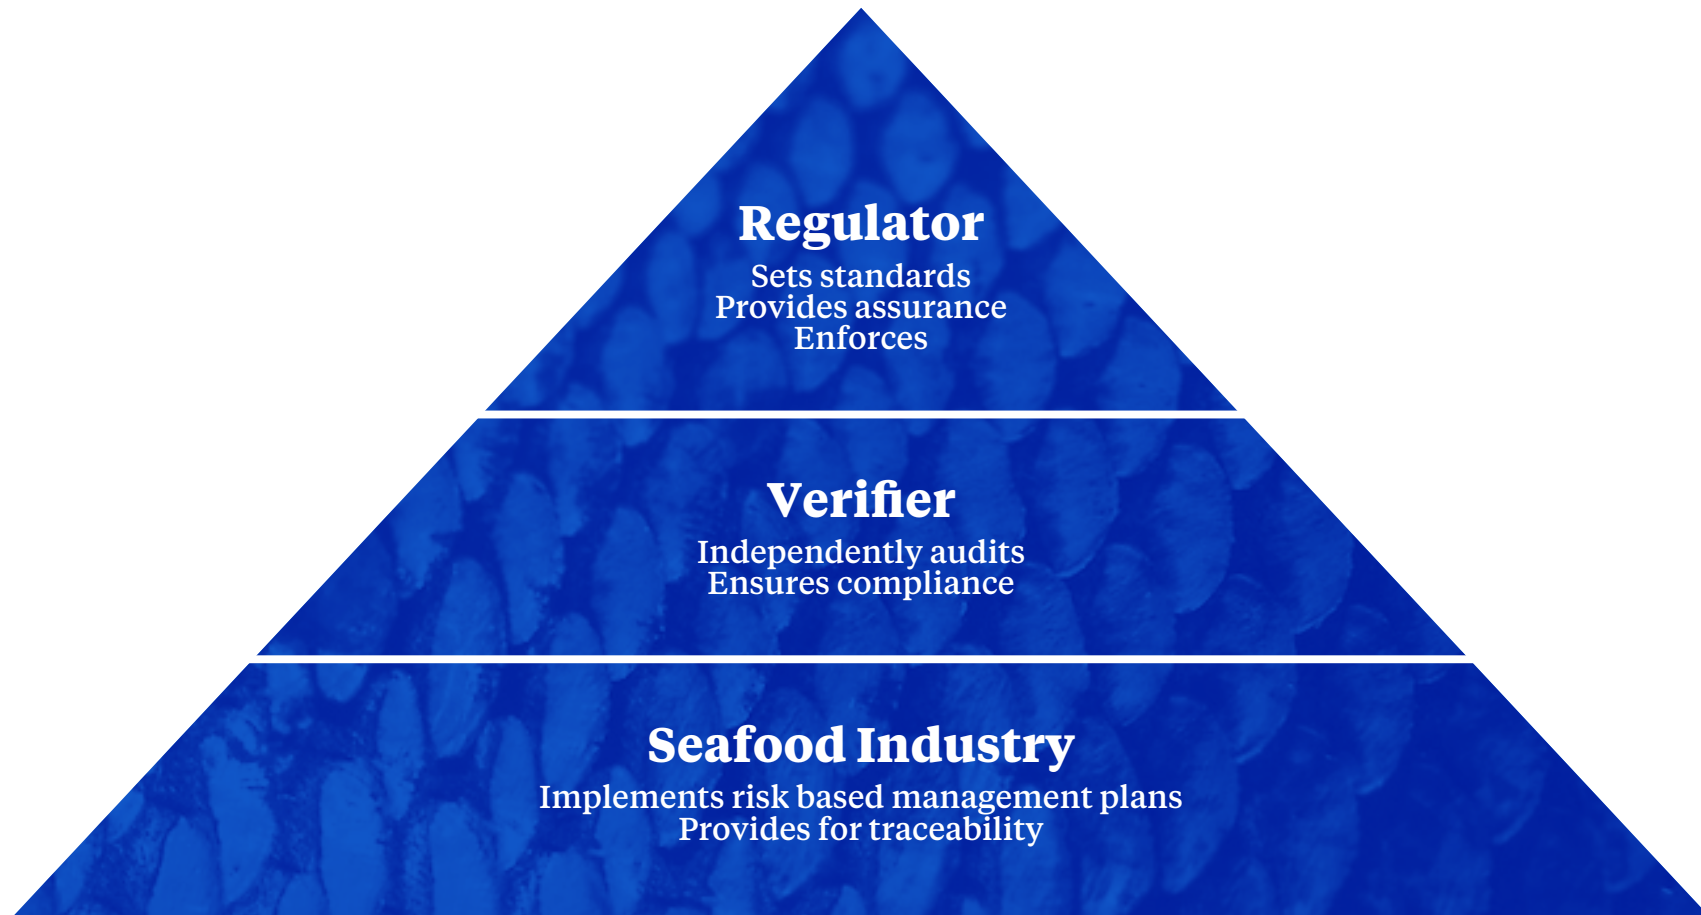 Regulator
Sets standards
Provides assurance
Enforces
Verifier
Independently audits
Ensures compliance
Seafood Industry
Implements risk based management plans
Provides for traceability